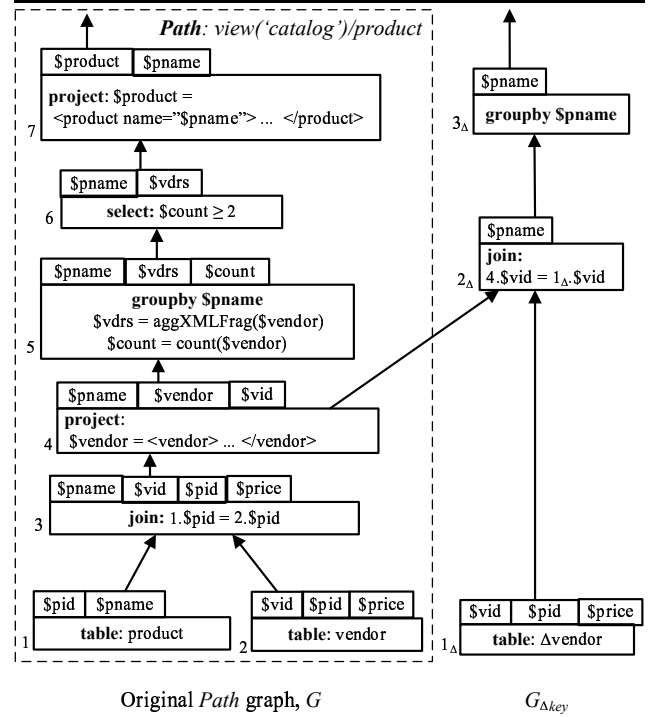 Path: view(‘catalog’)/product
$product $pname
project: $product =
<product name=”$pname”> ... </product>
7
$pname $vdrs
select: $count ≥ 2
6
$pname $vdrs $count
groupby $pname
$vdrs = aggXMLFrag($vendor)
$count = count($vendor)
5
$pname $vendor $vid
project:
$vendor = <vendor> ... </vendor>
4
$pname $vid $pid $price
join: 1.$pid = 2.$pid
3
$pid $pname
table: product
1
$vid $pid $price
table: vendor
2
Original Path graph, G
$pname
groupby $pname
3Δ
$pname
join:
4.$vid = 1Δ.$vid
2Δ
$vid $pid $price
table: Δvendor
1Δ
GΔkey